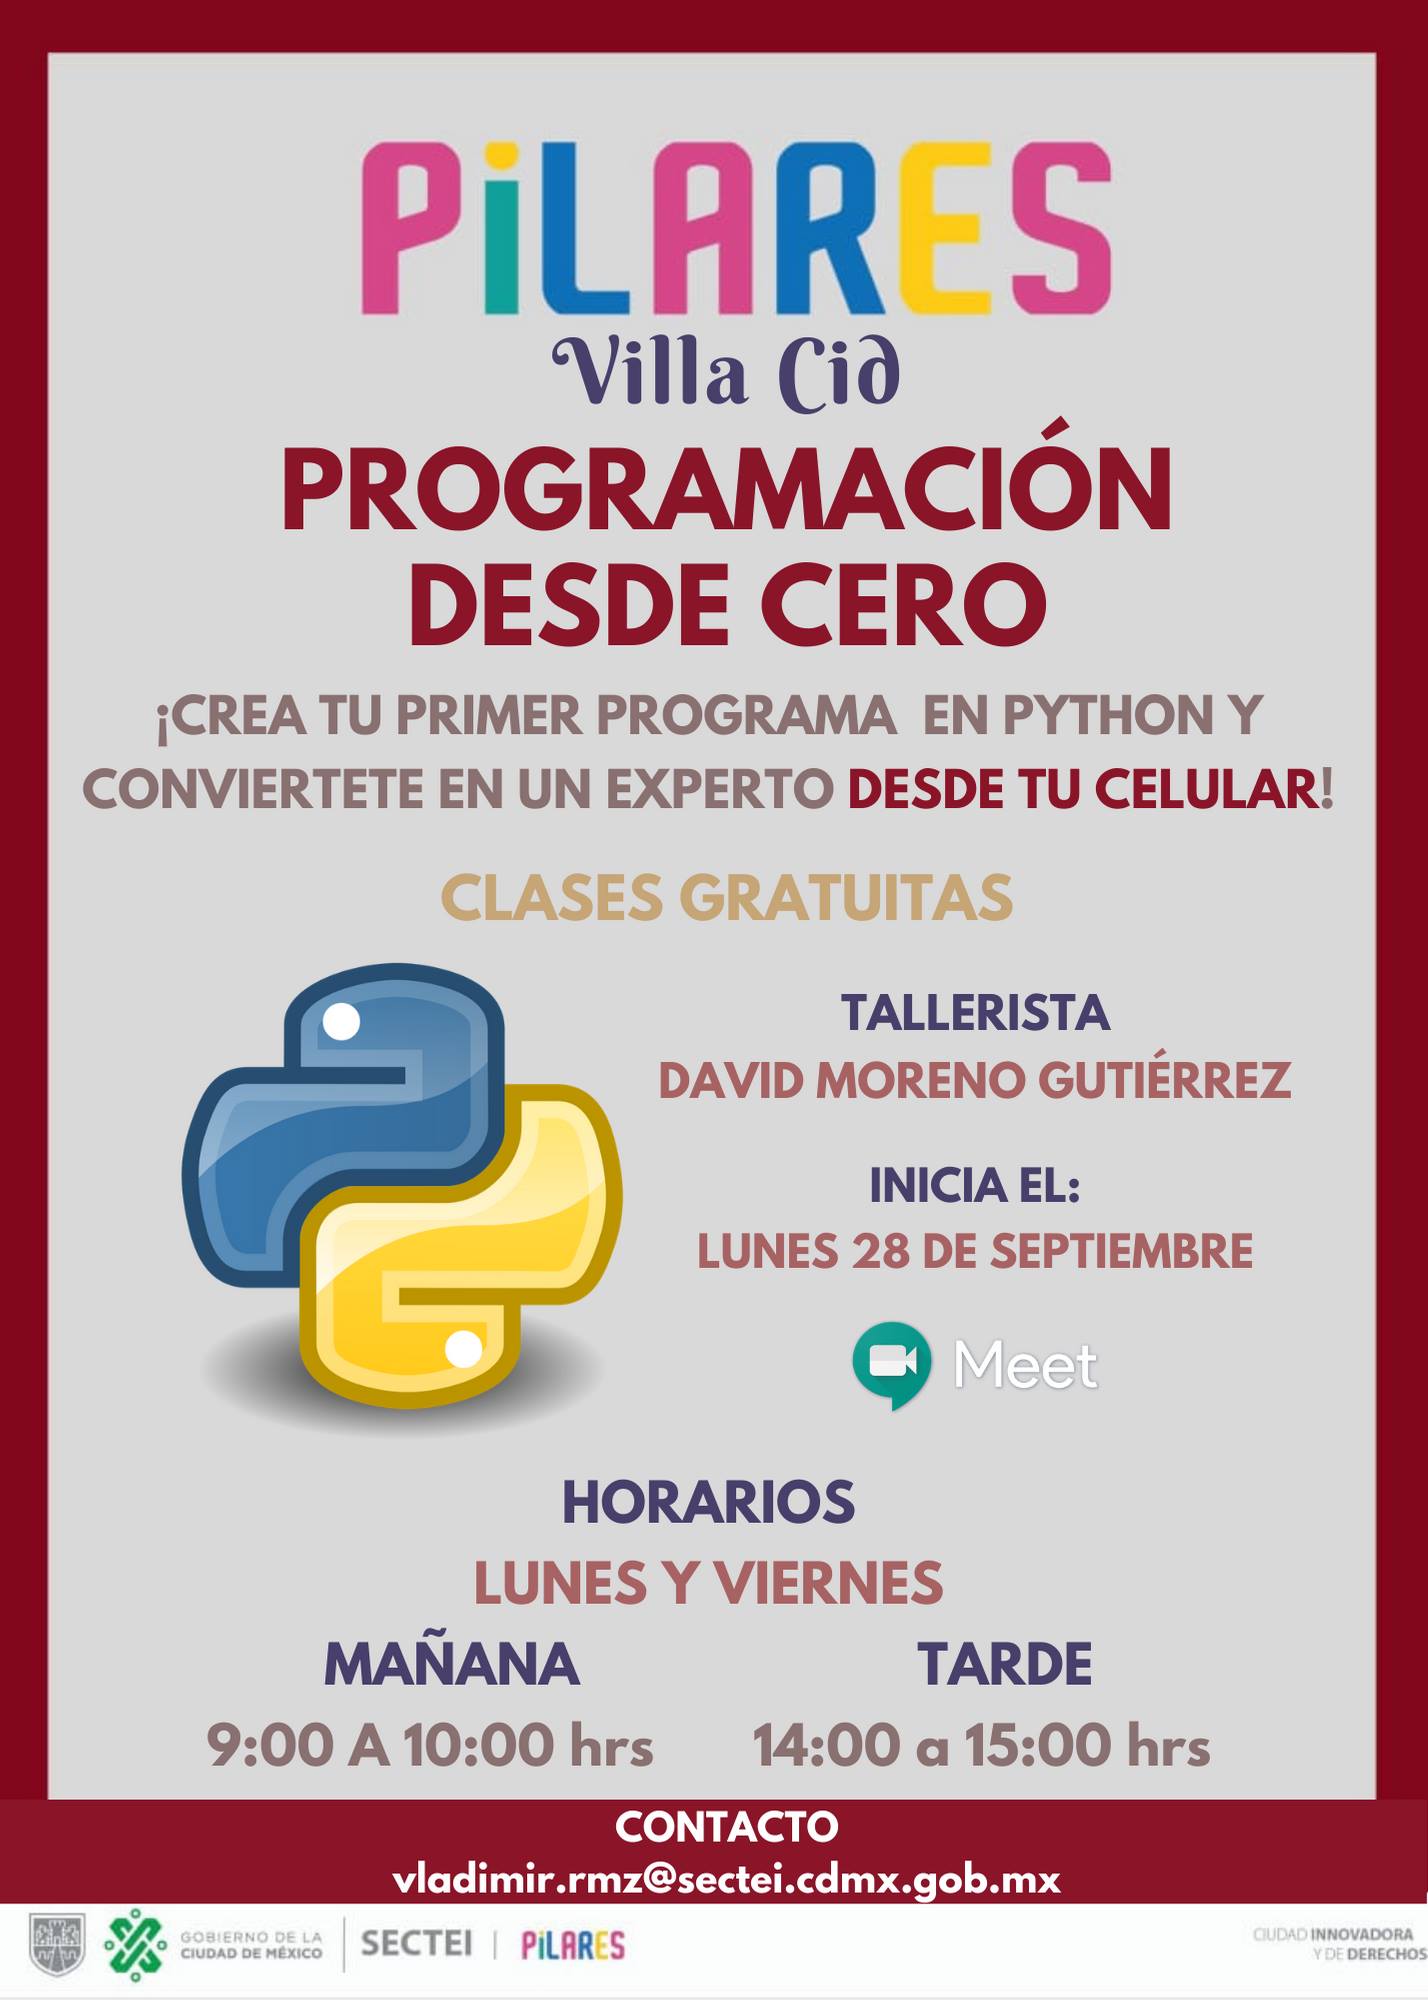 PiLARES
Villa Cid
PROGRAMACIÓN
DESDE CERO
¡CREA TU PRIMER PROGRAMA EN PYTHON Y
CONVIERTETE EN UN EXPERTO DESDE TU CELULAR!
CLASES GRATUITAS
TALLERISTA
DAVID MORENO GUTIÉRREZ
INICIA EL:
LUNES 28 DE SEPTIEMBRE
Meet
HORARIOS
LUNES Y VIERNES
MAÑANA
TARDE
9:00 A 10:00 hrs
14:00 a 15:00 hrs
CONTACTO
vladimir.rmz@sectei.cdmx.gob.mx
GOBIERNO DE LA
CIUDAD DE MÉXICO
SECTEI
PiLARES
CIUDAD INNOVADORA
Y DE DERECHOS